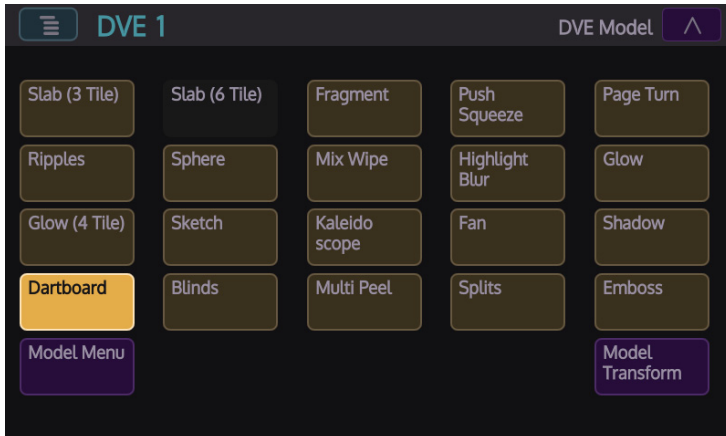 DVE 1
DVE Model
Slab (3 Tile)
Slab (6 Tile)
Fragment
Push
Squeeze
Page Turn
Ripples
Sphere
Mix Wipe
Highlight
Blur
Glow
Glow (4 Tile)
Sketch
Kaleido
scope
Fan
Shadow
Dartboard
Blinds
Multi Peel
Splits
Emboss
Model Menu
Model
Transform